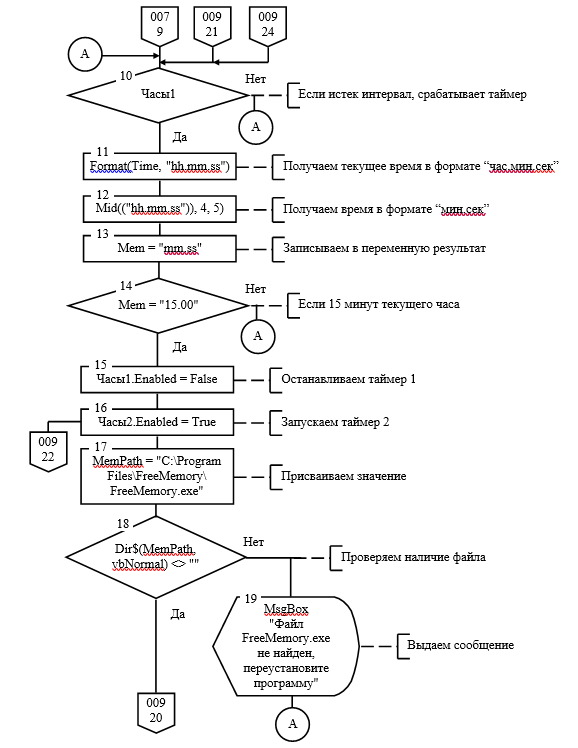 007
9
009
21
009
24
А
10
Часы1
Нет
Если истек интервал, срабатывает таймер
А
Да
11
Format(Time, "hh.mm.ss")
Получаем текущее время в формате “час.мин.сек”
12
Mid(("hh.mm.ss")), 4, 5)
Получаем время в формате “мин.сек”
13
Mem = "mm.ss"
Записываем в переменную результат
14
Mem = "15.00"
Нет
Если 15 минут текущего часа
А
Да
15
Часы1.Enabled = False
Останавливаем таймер 1
16
Часы2.Enabled = True
Запускаем таймер 2
009
22
17
MemPath = "C:\Program
Files\FreeMemory\
FreeMemory.exe"
Присваиваем значение
18
Dir$(MemPath,
vbNormal) <> ""
Нет
Проверяем наличие файла
Да
19
MsgBox
"Файл
FreeMemory.exe
не найден,
переустановите
программу"
Выдаем сообщение
009
20
А